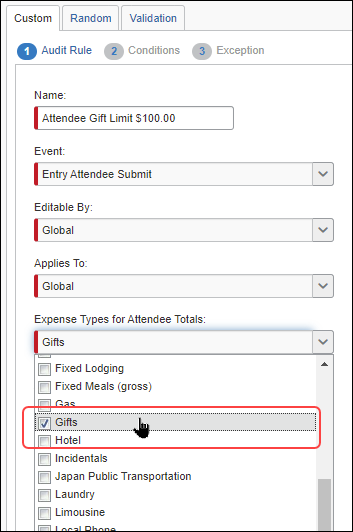 Custom Random Validation
1 Audit Rule 2 Conditions 3 Exception
Name:
Attendee Gift Limit $100.00
Event:
Entry Attendee Submit
Editable By:
Global
Applies To:
Global
Expense Types for Attendee Totals:
Gifts
Fixed Lodging
Fixed Meals (gross)
Gas
Gifts
Hotel
Incidentals
Japan Public Transportation
Laundry
Limousine
Local Phone